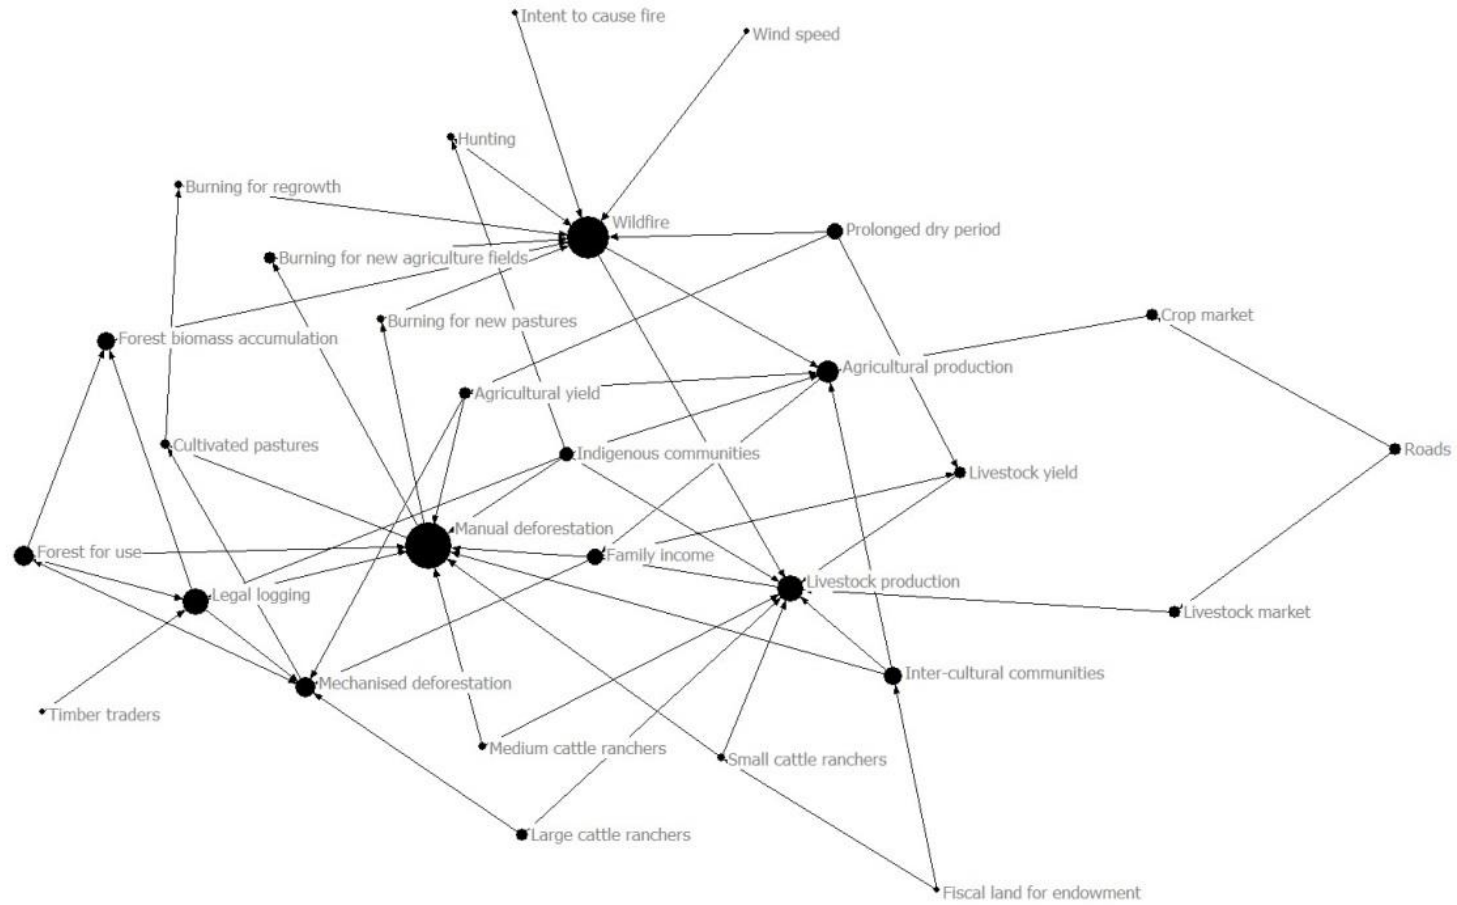 Intent to cause fire
Wind speed
Hunting
Burning for regrowth
Wildfire
Prolonged dry period
Burning for new agriculture fields
Crop market
Burning for new pastures
Forest biomass accumulation
Agricultural production
Agricultural yield
Cultivated pastures
Indigenous communities
Roads
Livestock yield
Manual deforestation
Forest for use
Family income
Livestock production
Legal logging
Livestock market
Inter-cultural communities
Mechanised deforestation
Timber traders
Medium cattle ranchers
Small cattle ranchers
Large cattle ranchers
Fiscal land for endowment